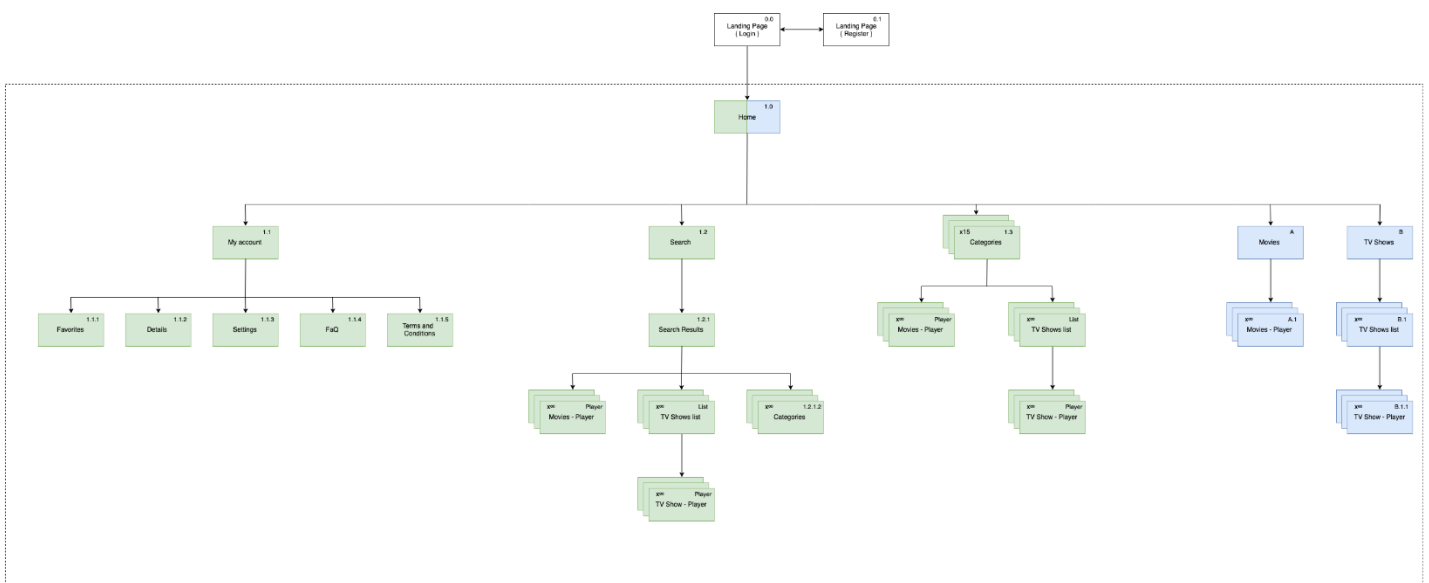 0.0
Landing Page
( Login )
0.1
Landing Page
( Register )
1.0
Home
1.1
My account
1.2
Search
x15 1.3
Categories
A
Movies
B
TV Shows
1.1.1
Favorites
1.1.2
Details
1.1.3
Settings
1.1.4
FaQ
1.1.5
Terms and
Conditions
1.2.1
Search Results
x∞ Player
Movies - Player
x∞ List
TV Shows list
x∞ A.1
Movies - Player
x∞ B.1
TV Shows list
x∞ Player
Movies - Player
x∞ List
TV Shows list
x∞ 1.2.1.2
Categories
x∞ Player
TV Show - Player
x∞ B.1.1
TV Show - Player
x∞ Player
TV Show - Player